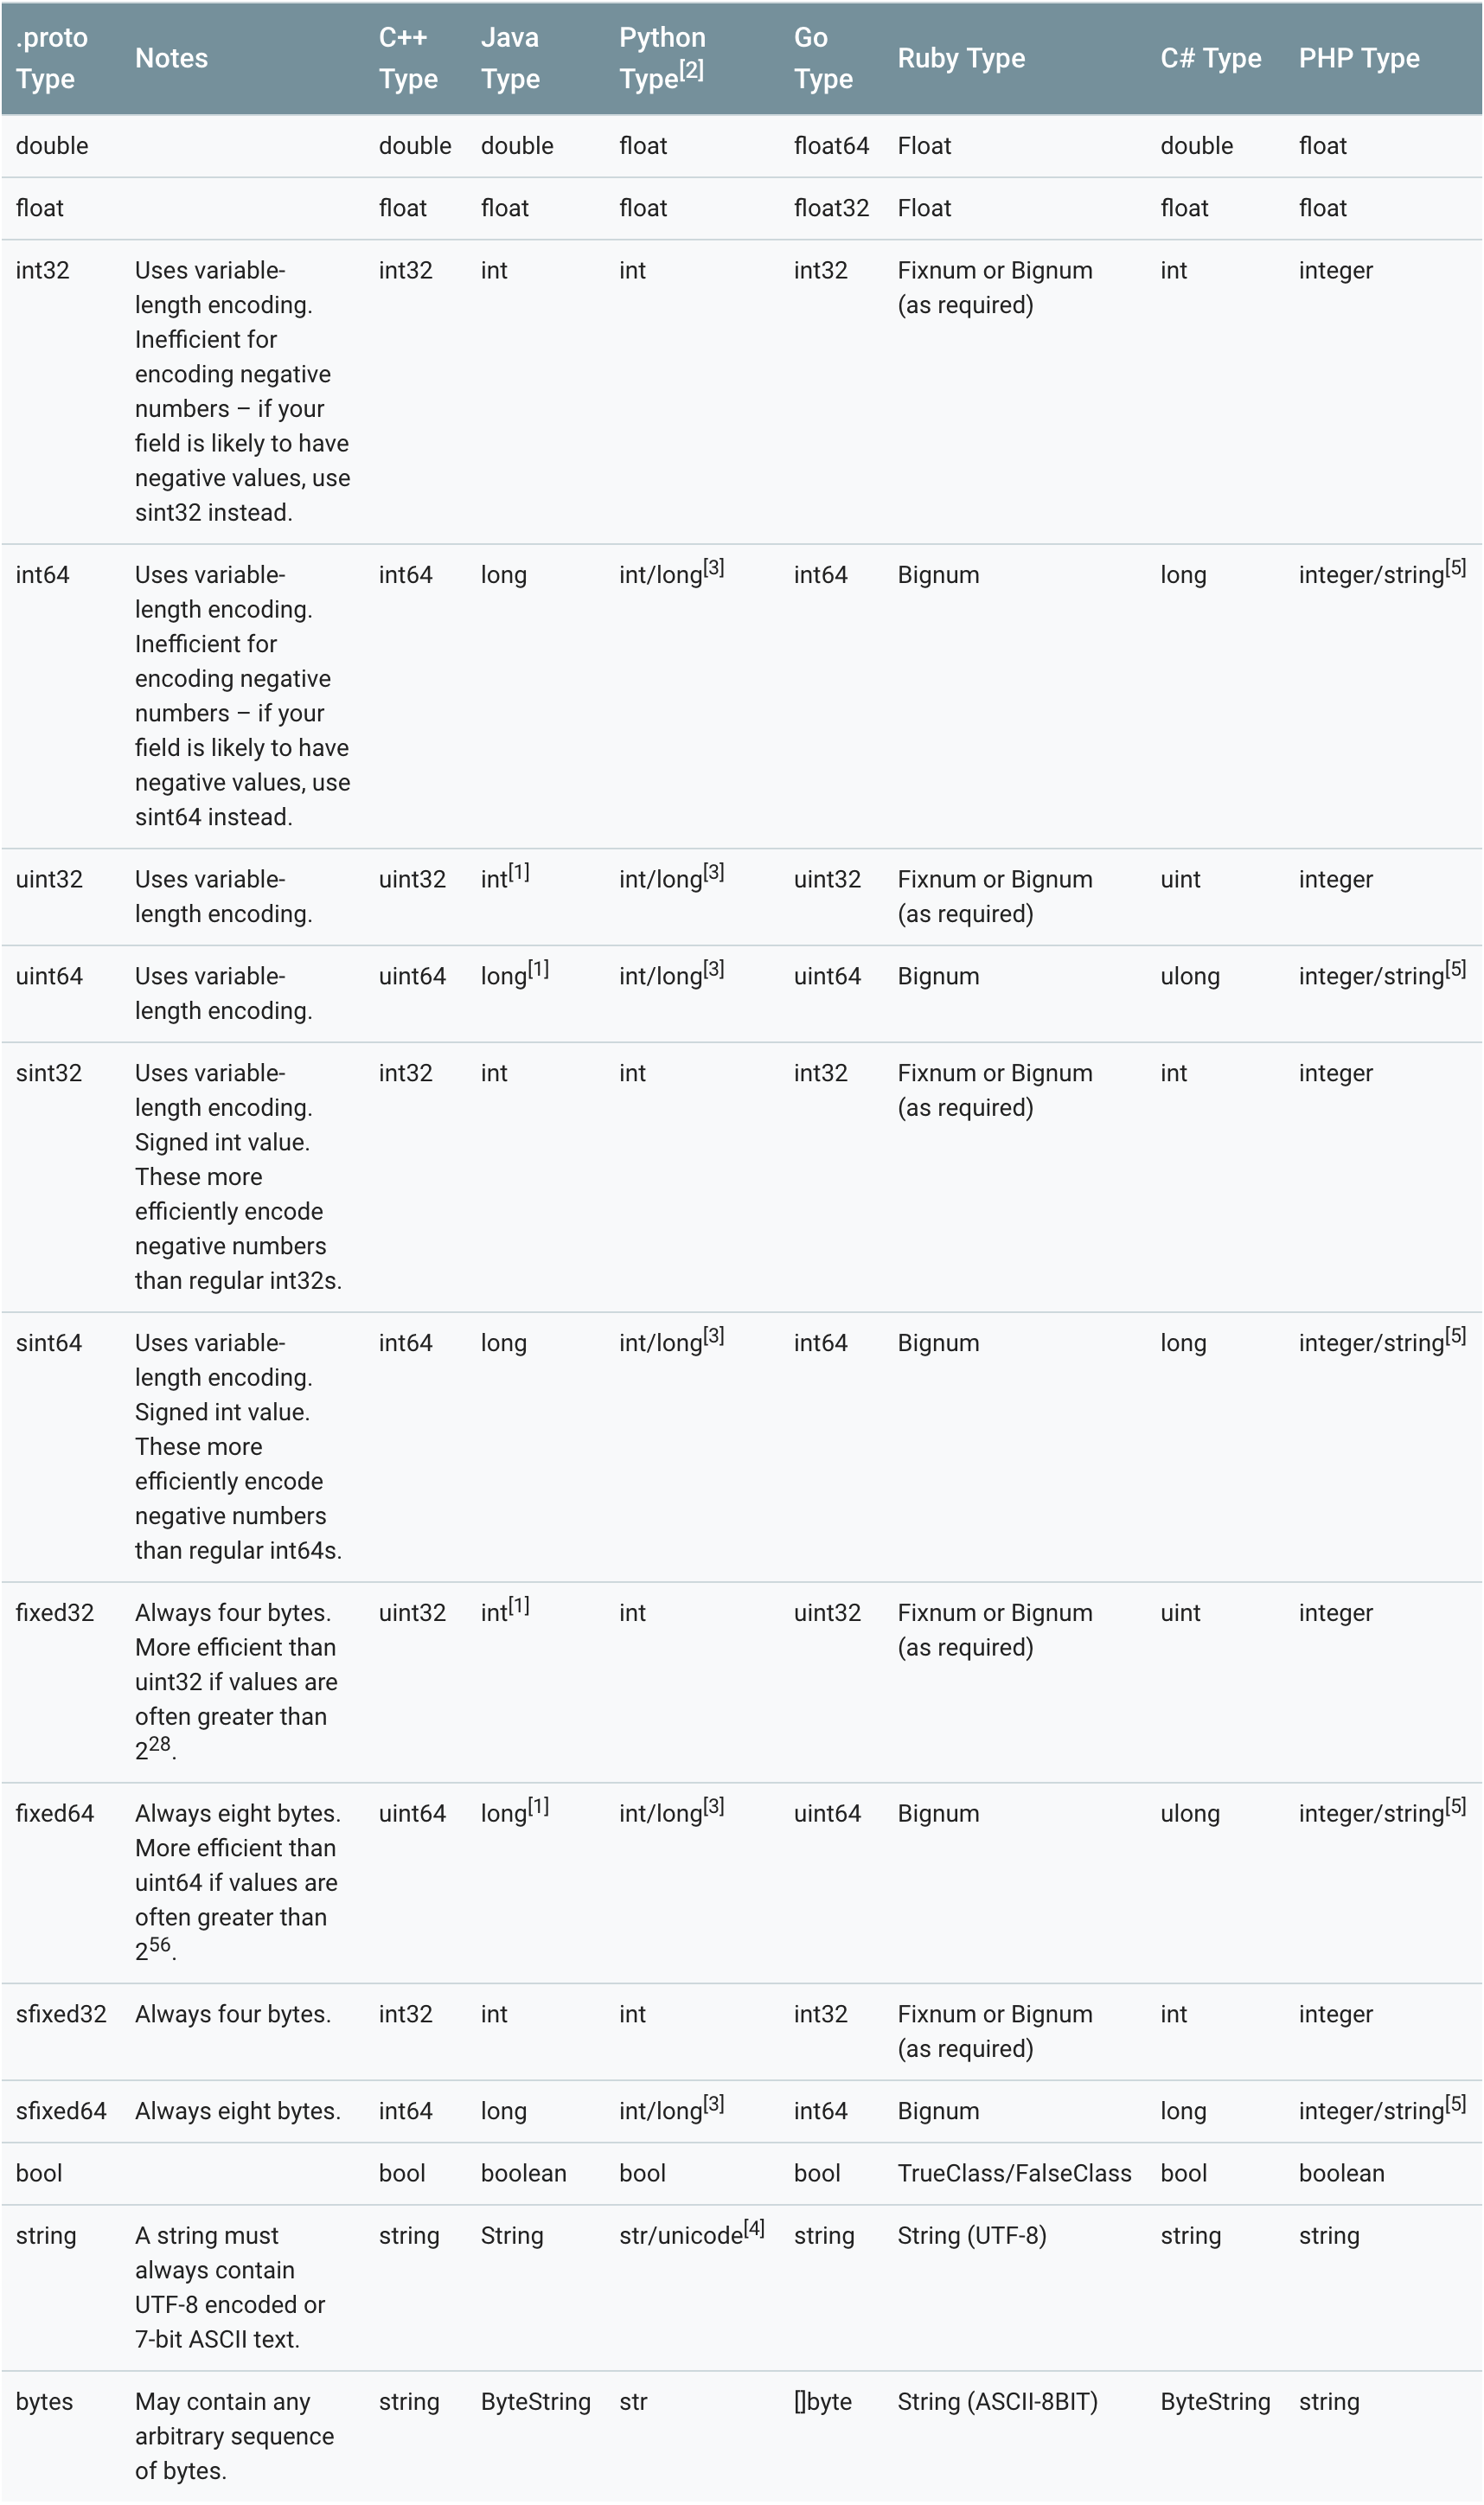 .proto Type | Notes | C++ Type | Java Type | Python Type[2] | Go Type | Ruby Type | C# Type | PHP Type
double | | double | double | float | float64 | Float | double | float
float | | float | float | float | float32 | Float | float | float
int32 | Uses variable-length encoding. Inefficient for encoding negative numbers – if your field is likely to have negative values, use sint32 instead. | int32 | int | int | int32 | Fixnum or Bignum (as required) | int | integer
int64 | Uses variable-length encoding. Inefficient for encoding negative numbers – if your field is likely to have negative values, use sint64 instead. | int64 | long | int/long[3] | int64 | Bignum | long | integer/string[5]
uint32 | Uses variable-length encoding. | uint32 | int[1] | int/long[3] | uint32 | Fixnum or Bignum (as required) | uint | integer
uint64 | Uses variable-length encoding. | uint64 | long[1] | int/long[3] | uint64 | Bignum | ulong | integer/string[5]
sint32 | Uses variable-length encoding. Signed int value. These more efficiently encode negative numbers than regular int32s. | int32 | int | int | int32 | Fixnum or Bignum (as required) | int | integer
sint64 | Uses variable-length encoding. Signed int value. These more efficiently encode negative numbers than regular int64s. | int64 | long | int/long[3] | int64 | Bignum | long | integer/string[5]
fixed32 | Always four bytes. More efficient than uint32 if values are often greater than 2^28. | uint32 | int[1] | int | uint32 | Fixnum or Bignum (as required) | uint | integer
fixed64 | Always eight bytes. More efficient than uint64 if values are often greater than 2^56. | uint64 | long[1] | int/long[3] | uint64 | Bignum | ulong | integer/string[5]
sfixed32 | Always four bytes. | int32 | int | int | int32 | Fixnum or Bignum (as required) | int | integer
sfixed64 | Always eight bytes. | int64 | long | int/long[3] | int64 | Bignum | long | integer/string[5]
bool | | bool | boolean | bool | bool | TrueClass/FalseClass | bool | boolean
string | A string must always contain UTF-8 encoded or 7-bit ASCII text. | string | String | str/unicode[4] | string | String (UTF-8) | string | string
bytes | May contain any arbitrary sequence of bytes. | string | ByteString | str | []byte | String (ASCII-8BIT) | ByteString | string